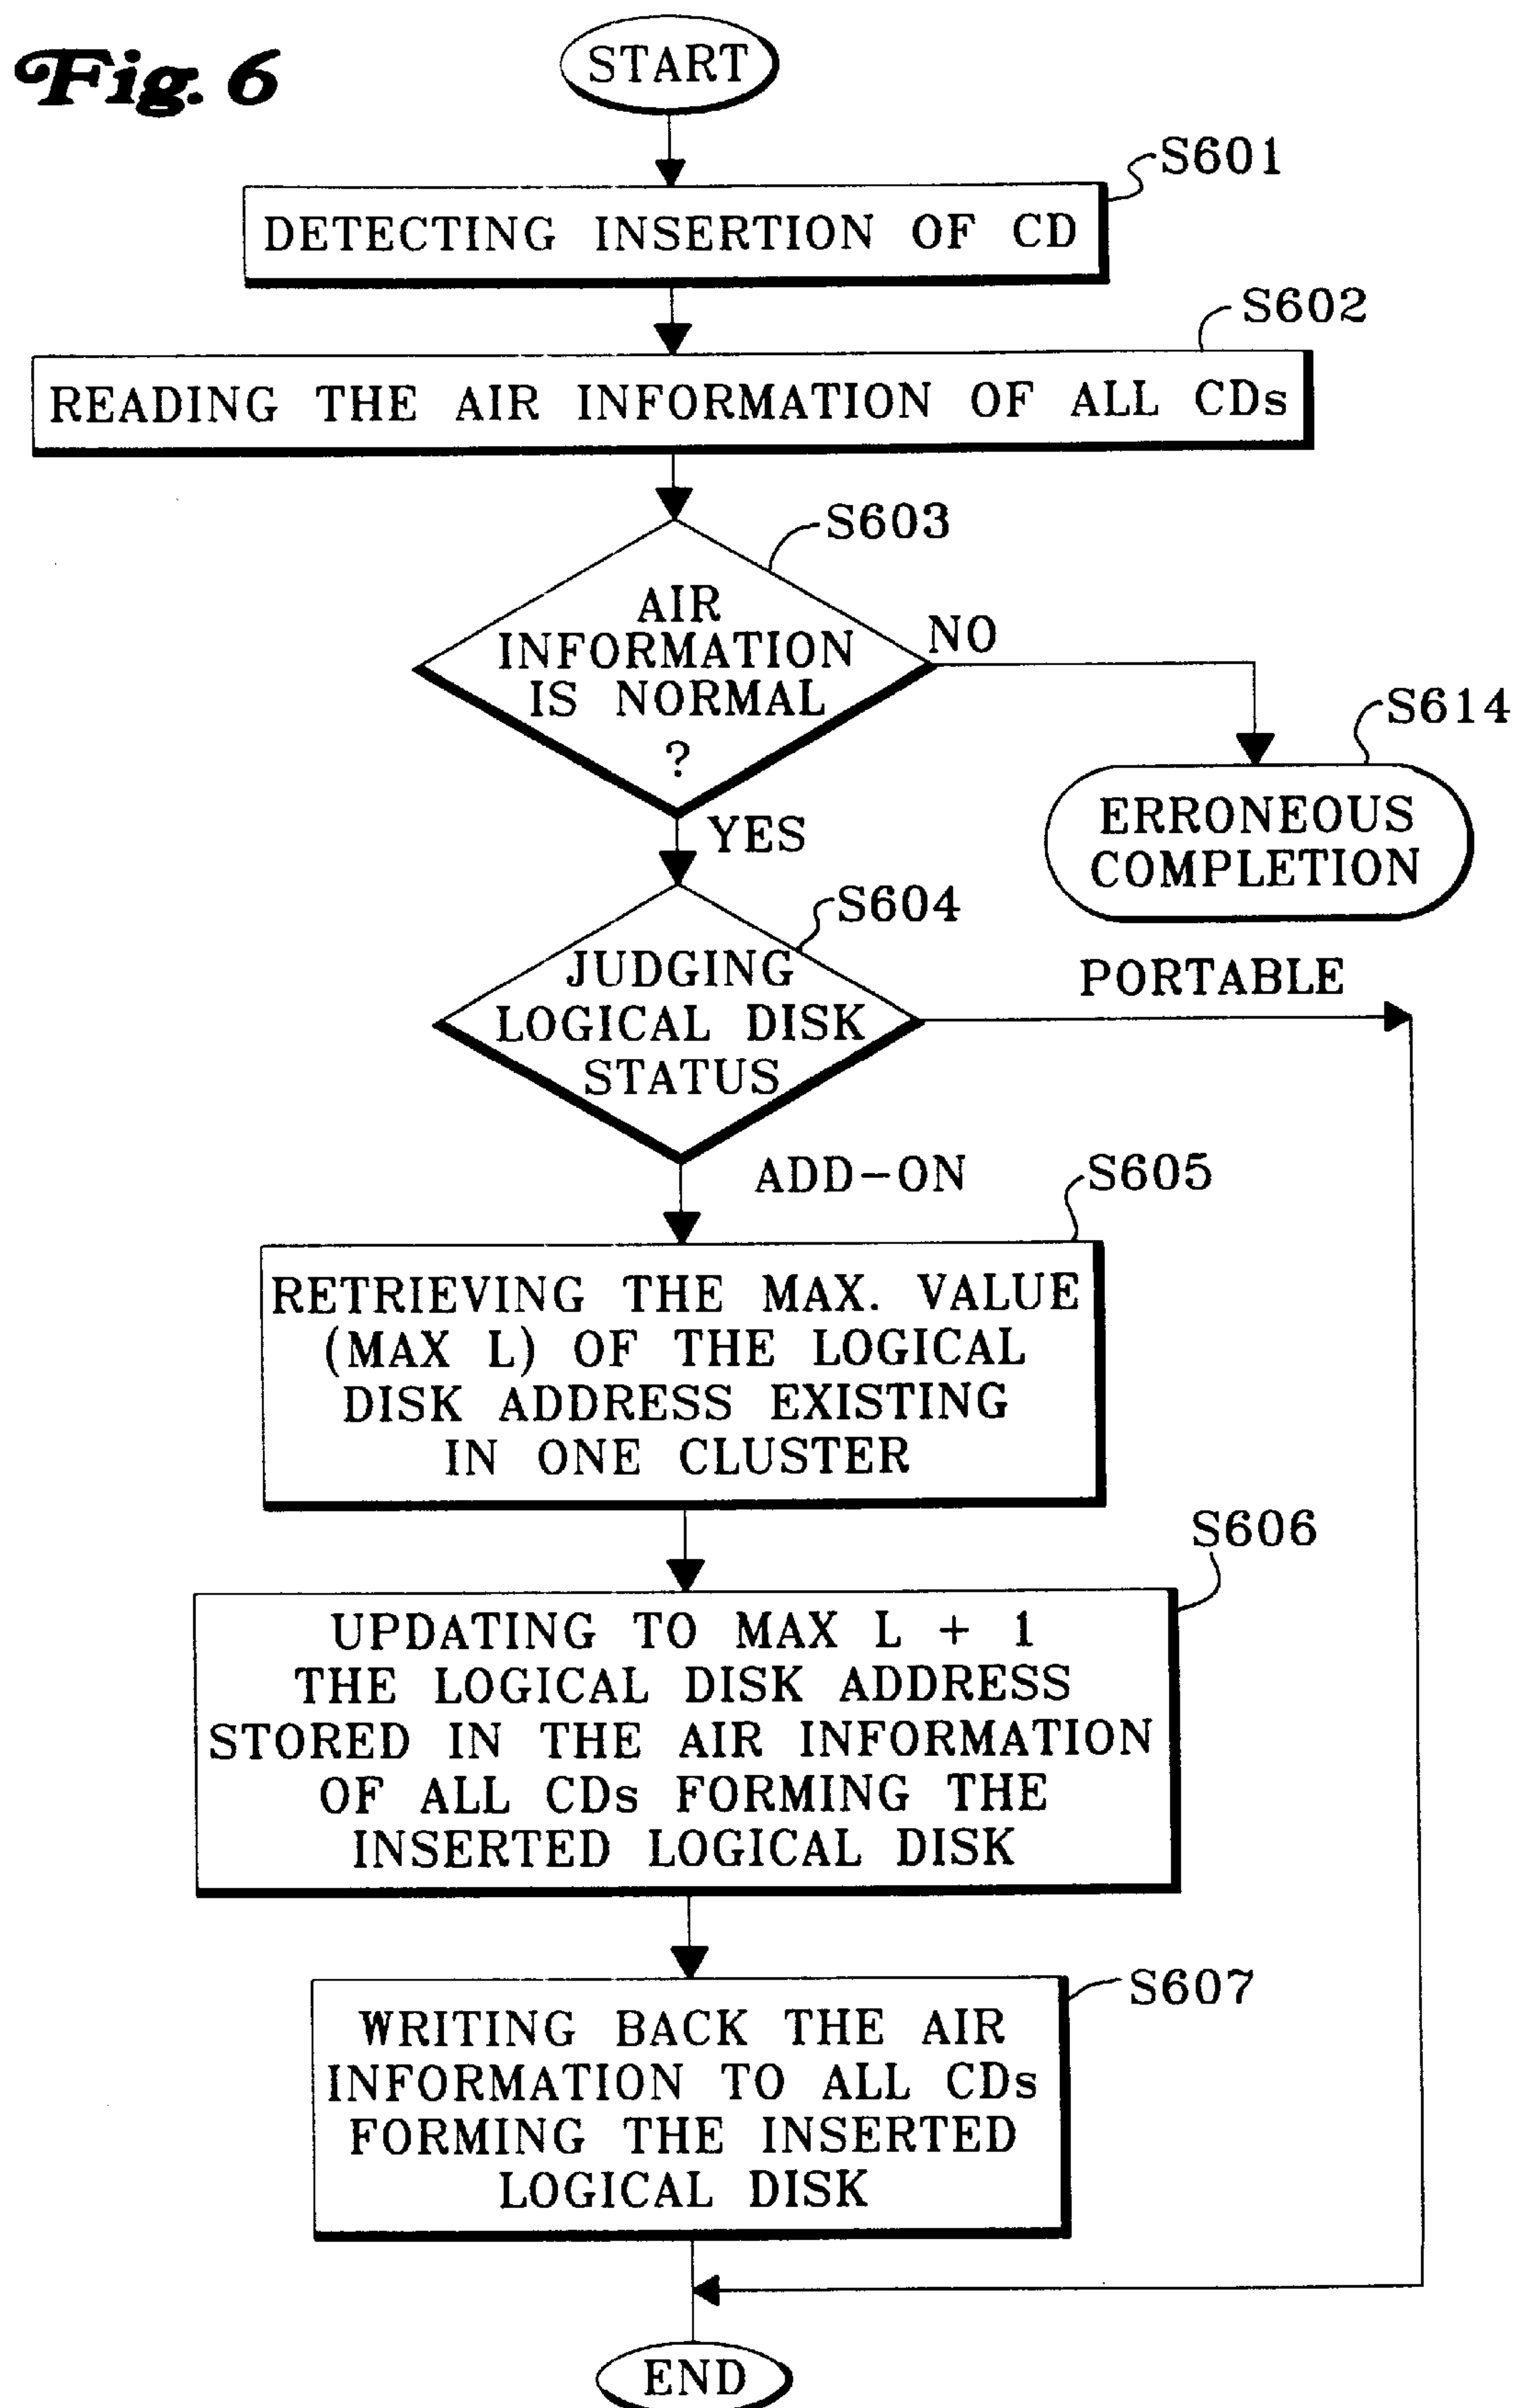 Fig. 6
START
S601
DETECTING INSERTION OF CD
S602
READING THE AIR INFORMATION OF ALL CDs
S603
AIR
INFORMATION
IS NORMAL
?
NO
S614
ERRONEOUS
COMPLETION
YES
S604
JUDGING
LOGICAL DISK
STATUS
PORTABLE
ADD-ON
S605
RETRIEVING THE MAX. VALUE
(MAX L) OF THE LOGICAL
DISK ADDRESS EXISTING
IN ONE CLUSTER
S606
UPDATING TO MAX L + 1
THE LOGICAL DISK ADDRESS
STORED IN THE AIR INFORMATION
OF ALL CDs FORMING THE
INSERTED LOGICAL DISK
S607
WRITING BACK THE AIR
INFORMATION TO ALL CDs
FORMING THE INSERTED
LOGICAL DISK
END